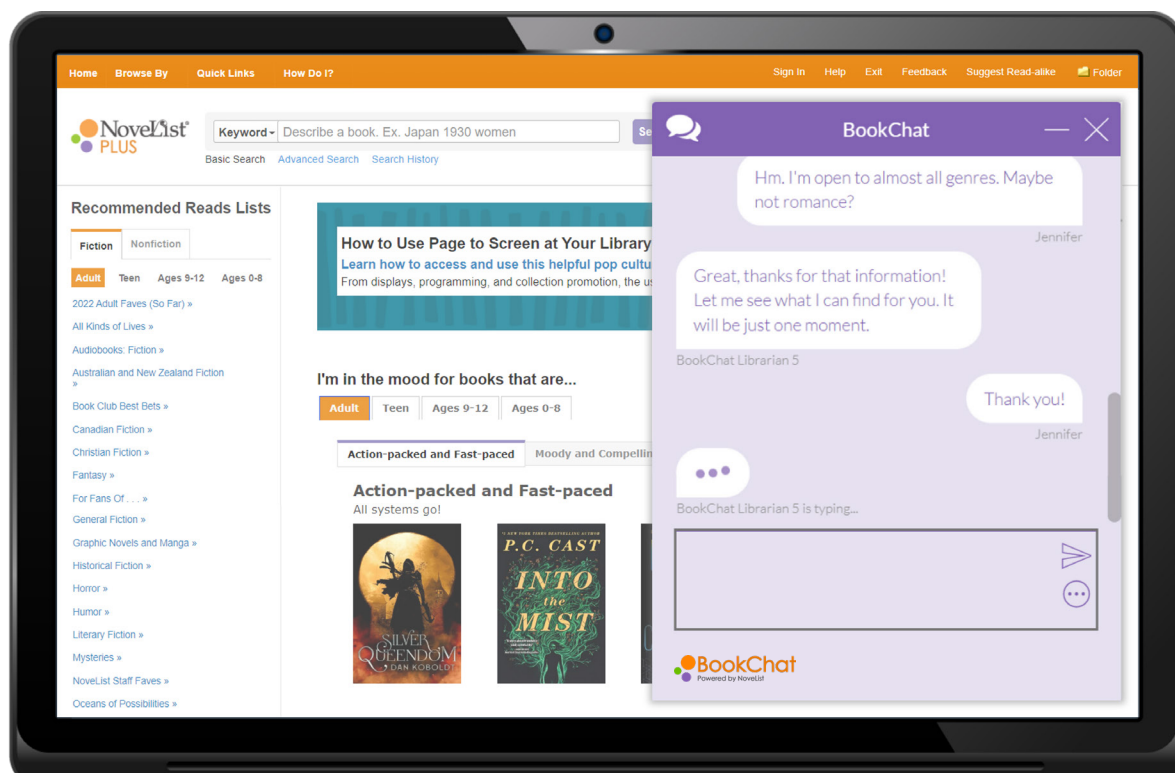 Home Browse By Quick Links How Do I? Sign In Help Exit Feedback Suggest Read-alike Folder
NoveList
PLUS
Keyword Describe a book. Ex. Japan 1930 women
Basic Search Advanced Search Search History
Recommended Reads Lists
Fiction Nonfiction
Adult Teen Ages 9-12 Ages 0-8
2022 Adult Faves (So Far) »
All Kinds of Lives »
Audiobooks: Fiction »
Australian and New Zealand Fiction
»
Book Club Best Bets »
Canadian Fiction »
Christian Fiction »
Fantasy »
For Fans Of . . . »
General Fiction »
Graphic Novels and Manga »
Historical Fiction »
Horror »
Humor »
Literary Fiction »
Mysteries »
NoveList Staff Faves »
Oceans of Possibilities »
How to Use Page to Screen at Your Library
Learn how to access and use this helpful pop cultu
From displays, programming, and collection promotion, the us
I'm in the mood for books that are...
Adult Teen Ages 9-12 Ages 0-8
Action-packed and Fast-paced Moody and Compellin
Action-packed and Fast-paced
All systems go!
SILVER
QUEENDOM
DAN KOBOLDT
#1 NEW YORK TIMES BESTSELLING AUTHOR
P.C. CAST
INTO
the
MIST
BookChat
Hm. I'm open to almost all genres. Maybe
not romance?
Jennifer
Great, thanks for that information!
Let me see what I can find for you. It
will be just one moment.
BookChat Librarian 5
Thank you!
Jennifer
BookChat Librarian 5 is typing...
BookChat
Powered by NoveList